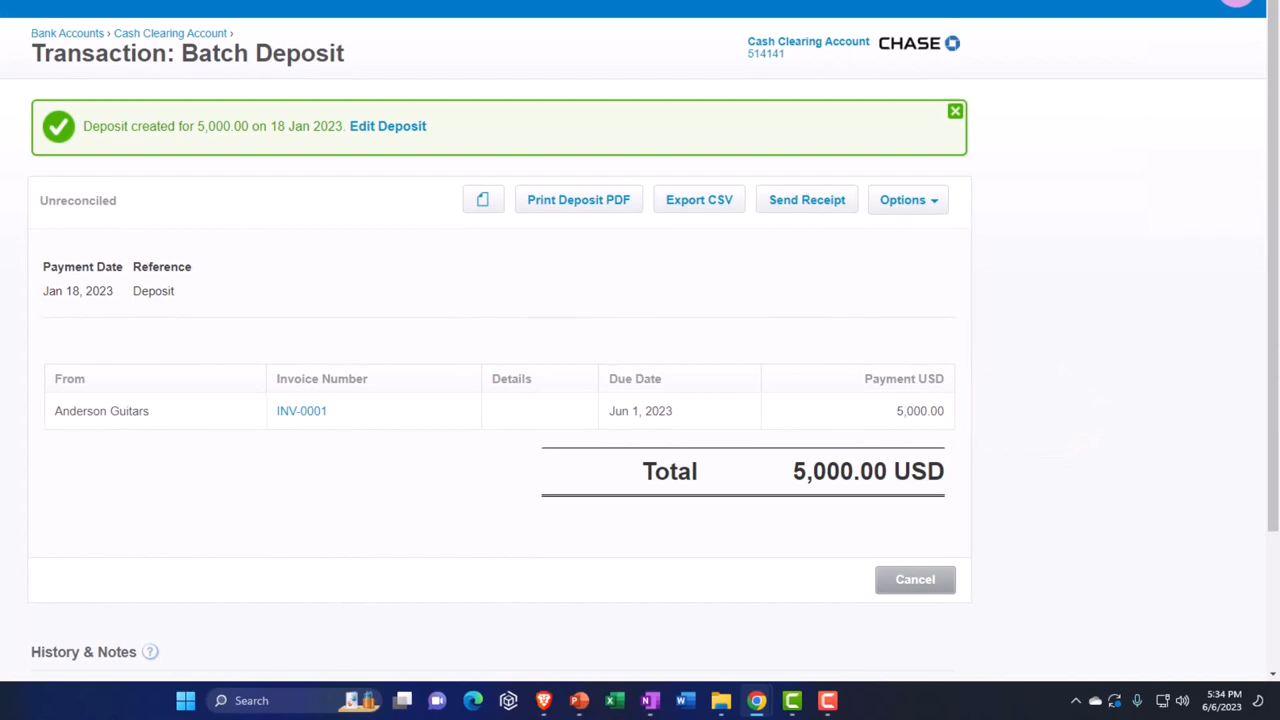 Bank Accounts › Cash Clearing Account ›
Transaction: Batch Deposit
Cash Clearing Account
514141
CHASE
Deposit created for 5,000.00 on 18 Jan 2023. Edit Deposit
Unreconciled
Print Deposit PDF
Export CSV
Send Receipt
Options
Payment Date Reference
Jan 18, 2023 Deposit
From Invoice Number Details Due Date Payment USD
Anderson Guitars INV-0001 Jun 1, 2023 5,000.00
Total 5,000.00 USD
Cancel
History & Notes ?
Search
5:34 PM
6/6/2023